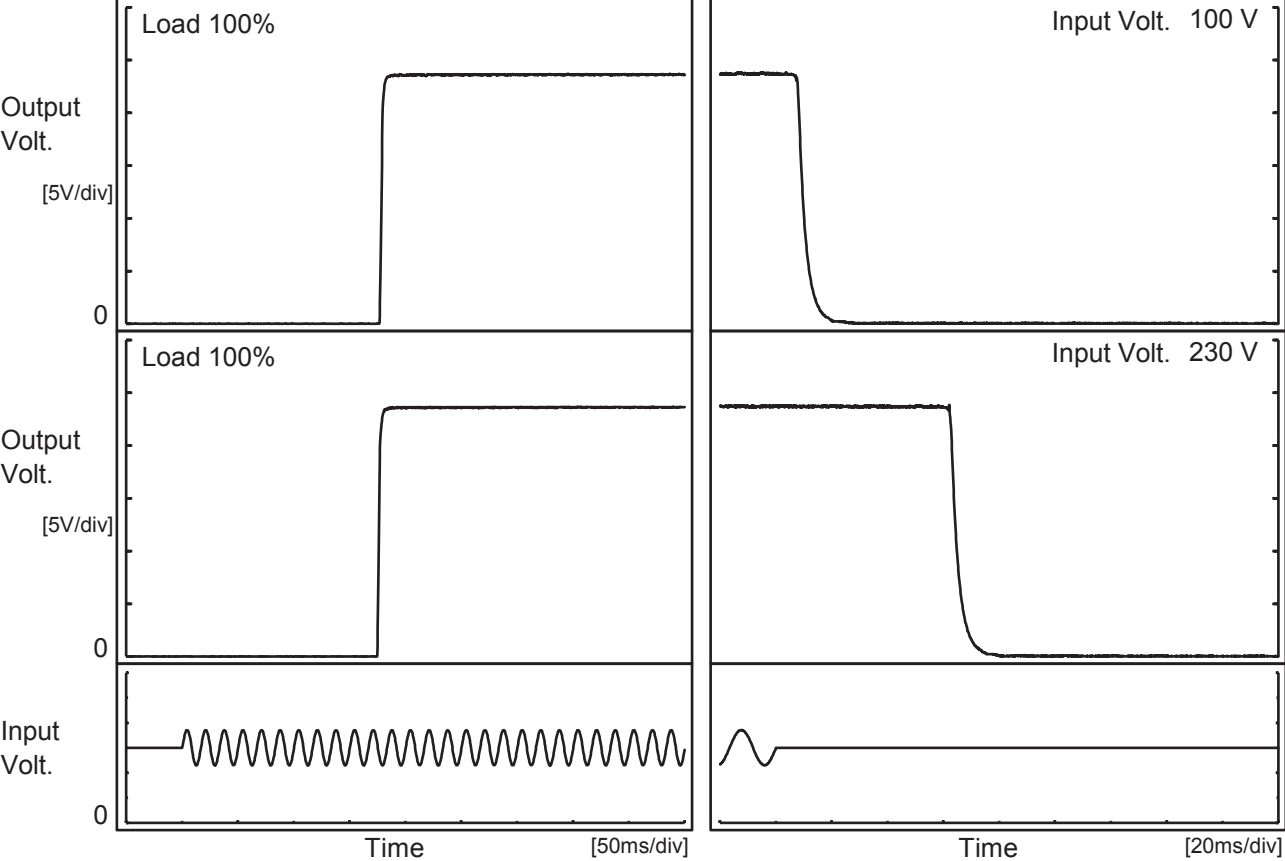 Load 100%
Input Volt. 100 V
Output
Volt.
[5V/div]
0
Load 100%
Input Volt. 230 V
Output
Volt.
[5V/div]
0
Input
Volt.
0
Time
[50ms/div]
Time
[20ms/div]